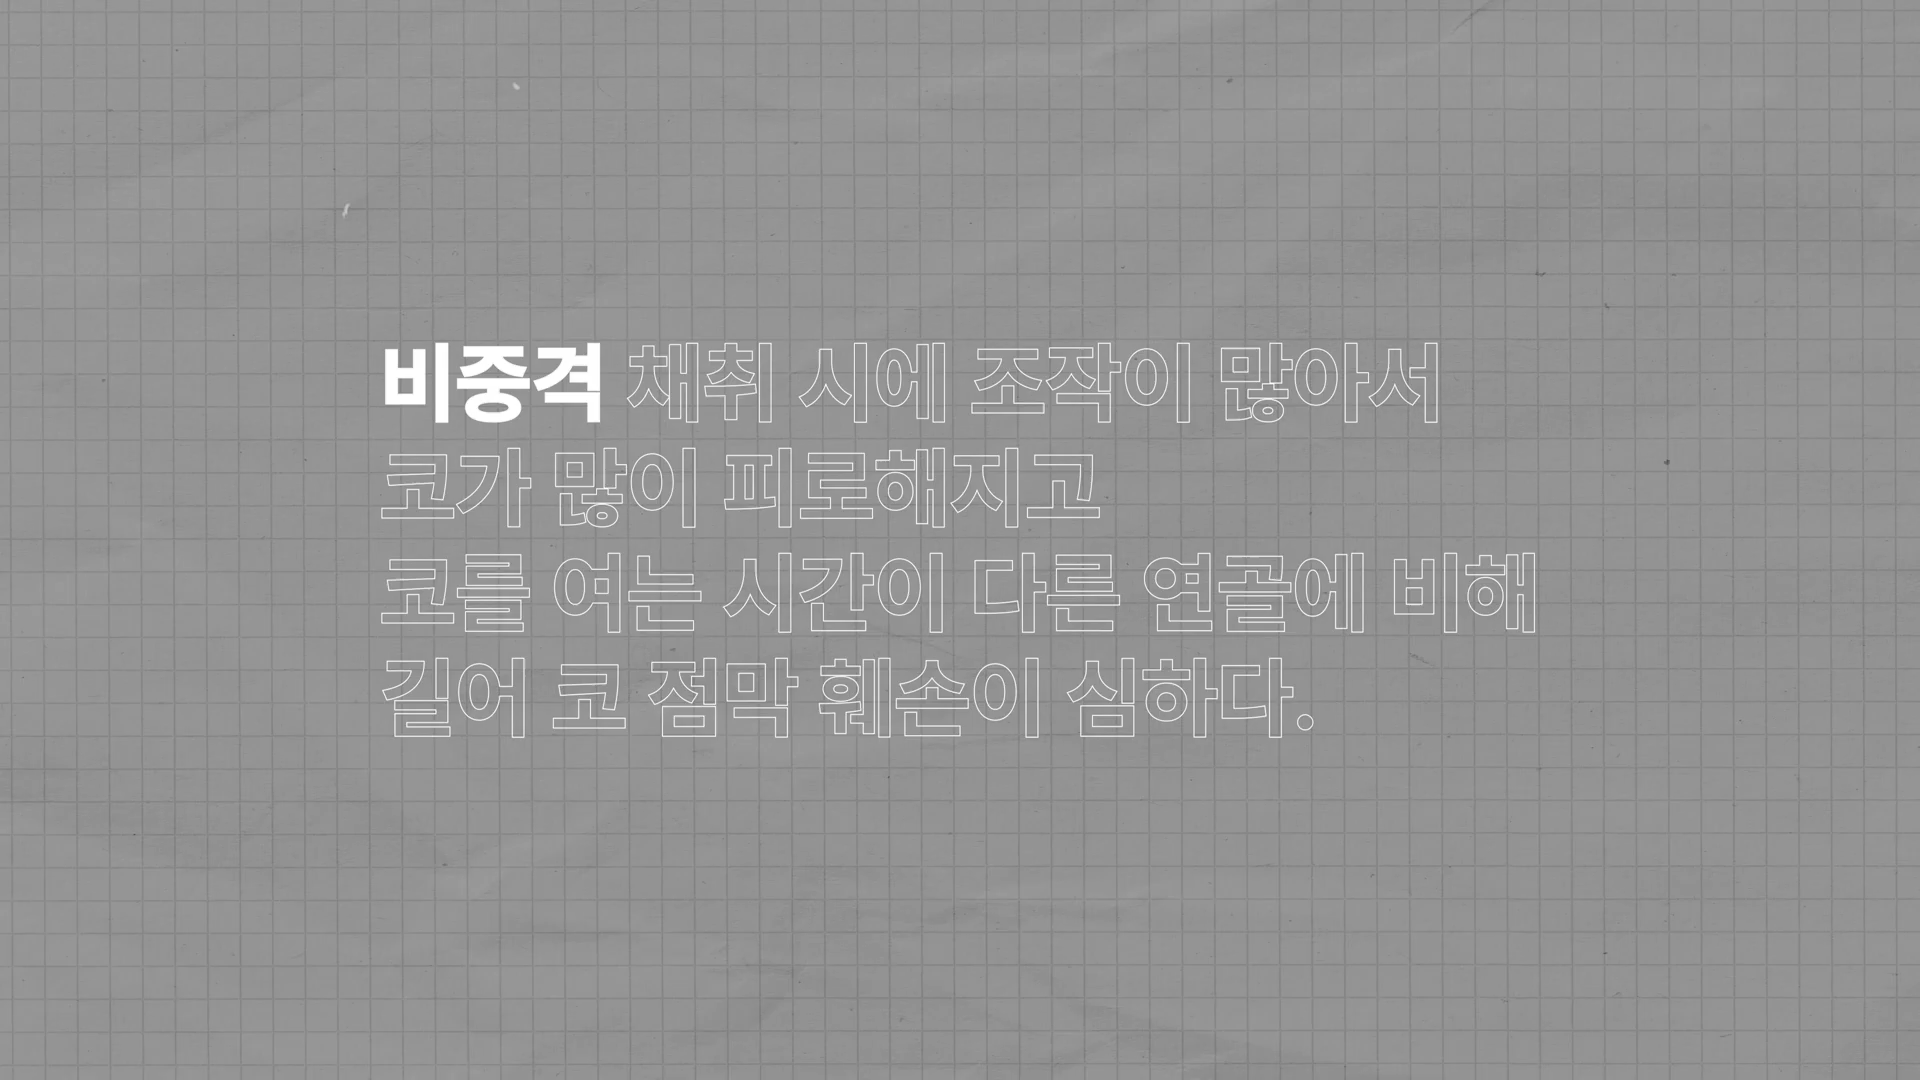 비중격 채취 시에 조작이 많아서
코가 많이 피로해지고
코를 여는 시간이 다른 연골에 비해
길어 코 점막 훼손이 심하다.